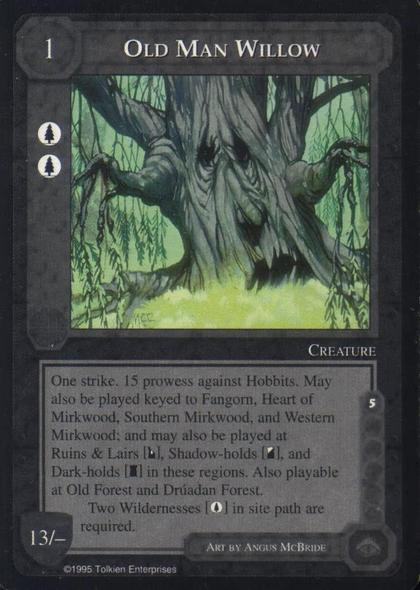 1
OLD MAN WILLOW
ACC
CREATURE
One strike. 15 prowess against Hobbits. May
also be played keyed to Fangorn, Heart of
Mirkwood, Southern Mirkwood, and Western
Mirkwood; and may also be played at
Ruins & Lairs [], Shadow-holds [], and
Dark-holds [] in these regions. Also playable
at Old Forest and Drúadan Forest.
Two Wildernesses [] in site path are
required.
5
13/–
ART BY ANGUS MCBRIDE
©1995 Tolkien Enterprises